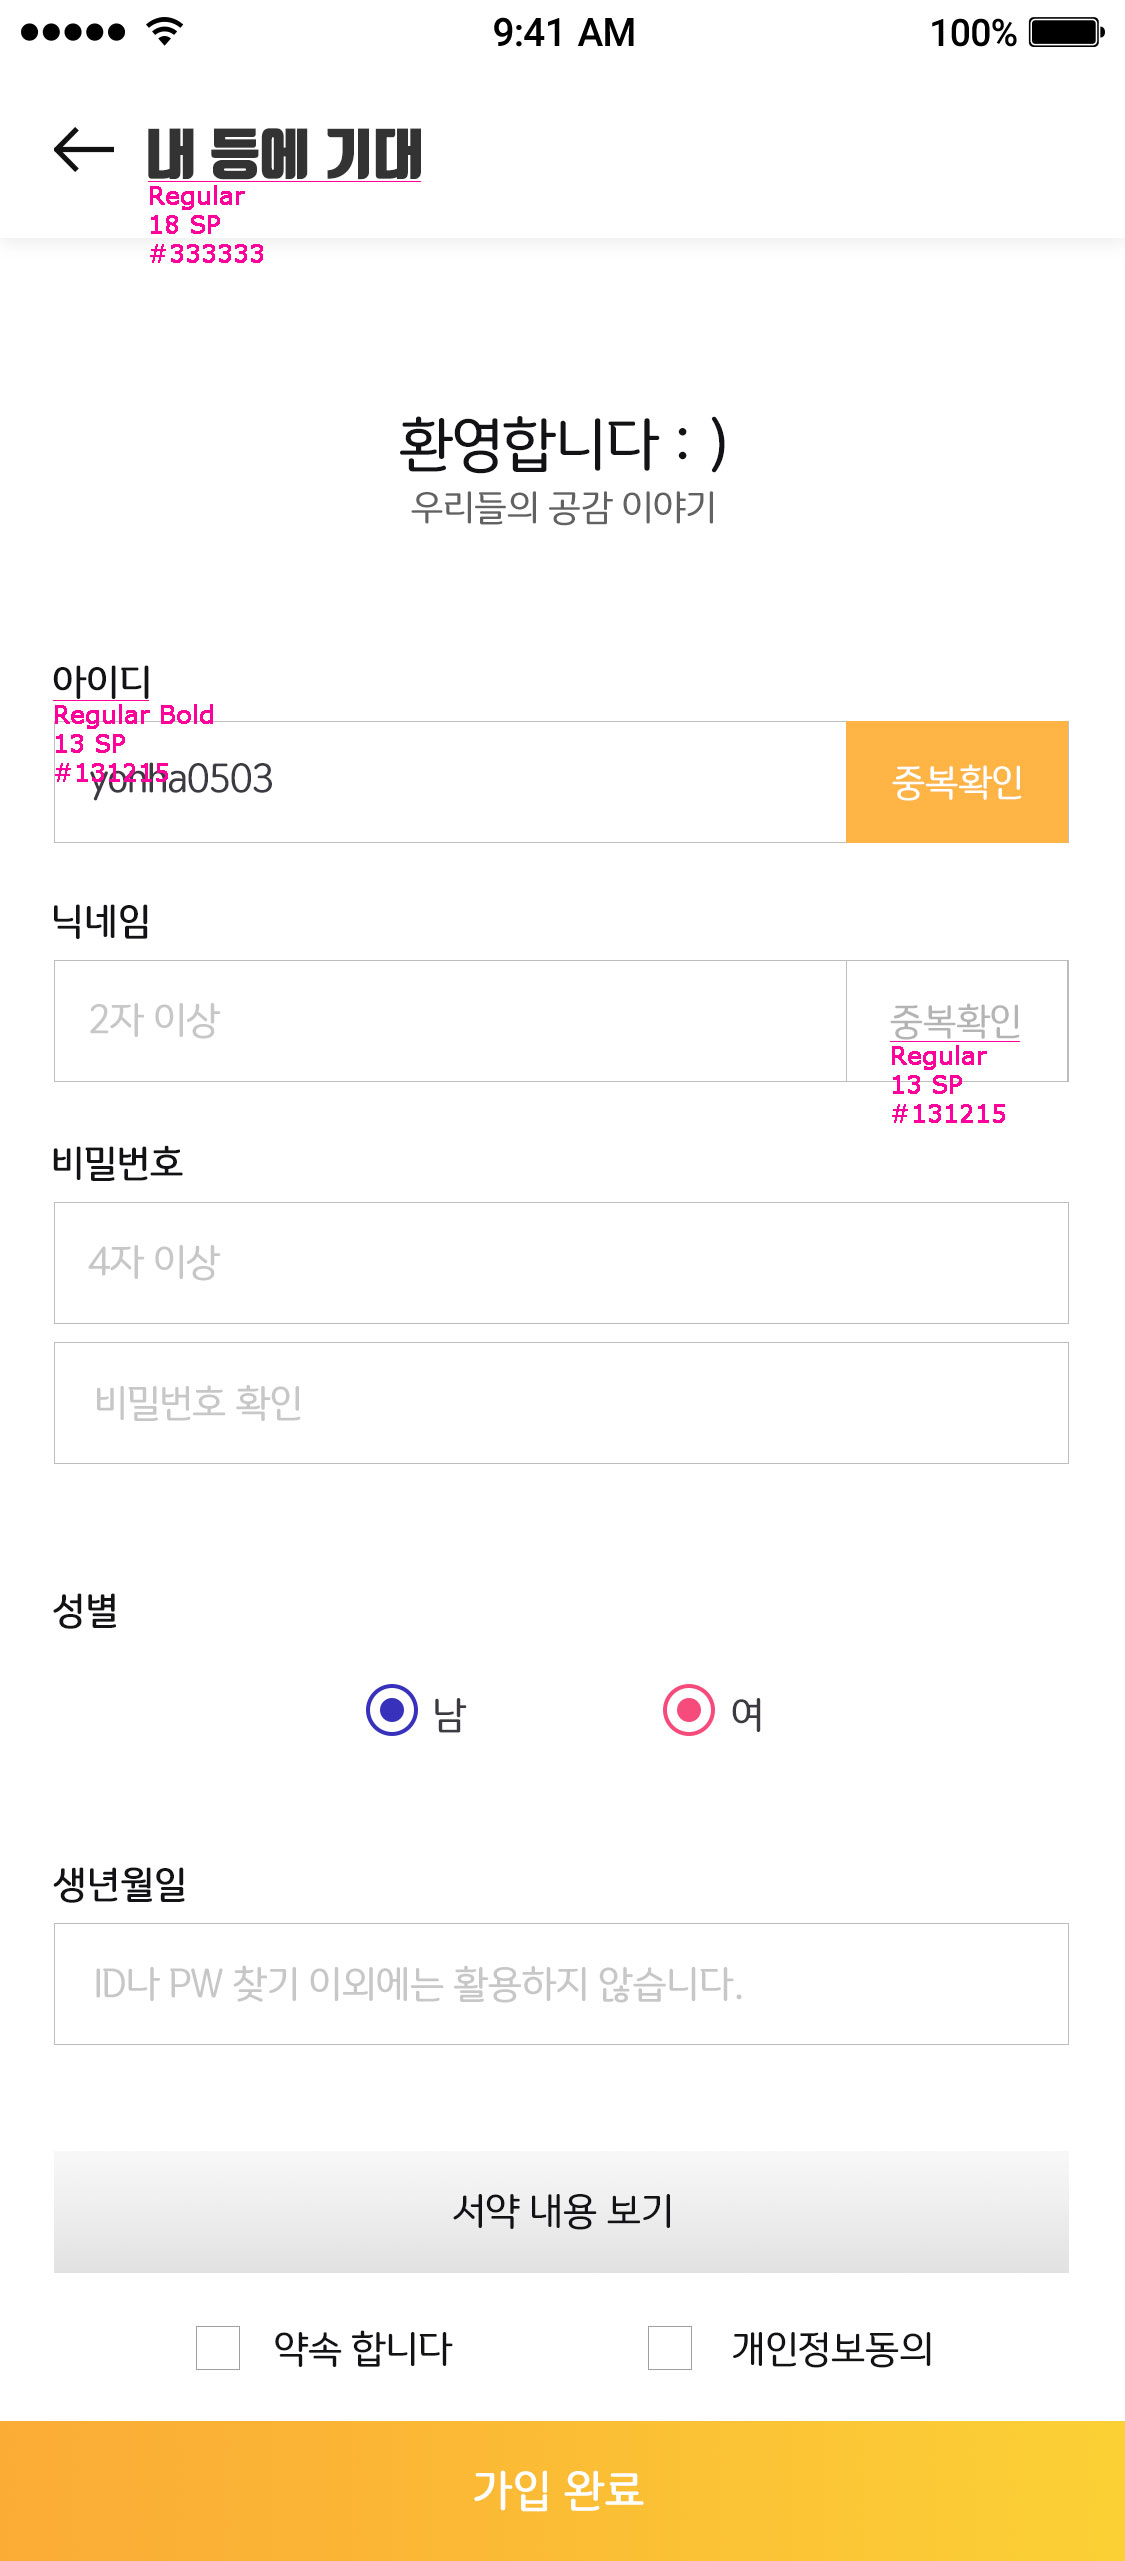 9:41 AM
100%
내 등에 기대
Regular
18 SP
#333333
환영합니다 : )
우리들의 공감 이야기
아이디
Regular Bold
13 SP
#131215
yonha0503
중복확인
닉네임
2자 이상
중복확인
Regular
13 SP
#131215
비밀번호
4자 이상
비밀번호 확인
성별
남
여
생년월일
ID나 PW 찾기 이외에는 활용하지 않습니다.
서약 내용 보기
약속 합니다
개인정보동의
가입 완료